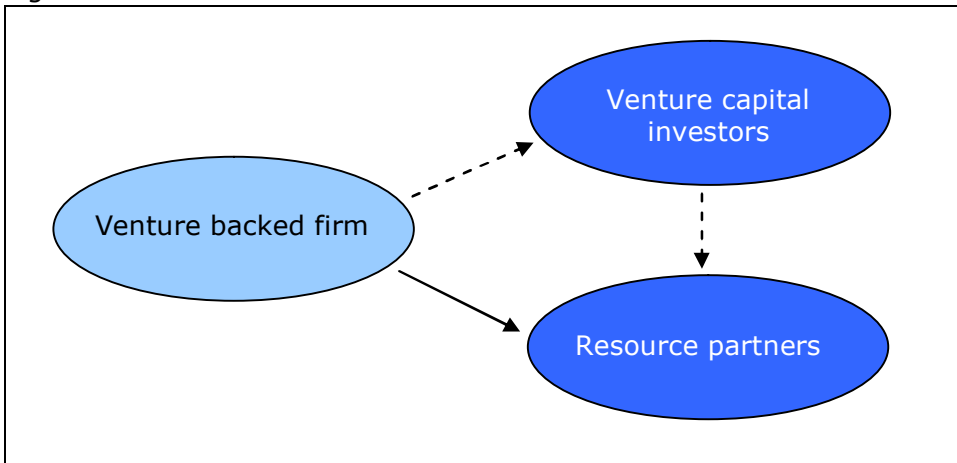 Venture capital
investors
Venture backed firm
Resource partners